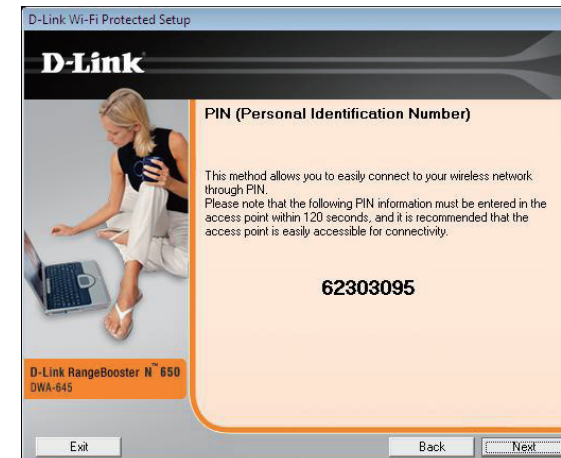 D-Link Wi-Fi Protected Setup
D-Link
PIN (Personal Identification Number)
This method allows you to easily connect to your wireless network
through PIN.
Please note that the following PIN information must be entered in the
access point within 120 seconds, and it is recommended that the
access point is easily accessible for connectivity.
62303095
D-Link RangeBooster N™ 650
DWA-645
Exit
Back
Next